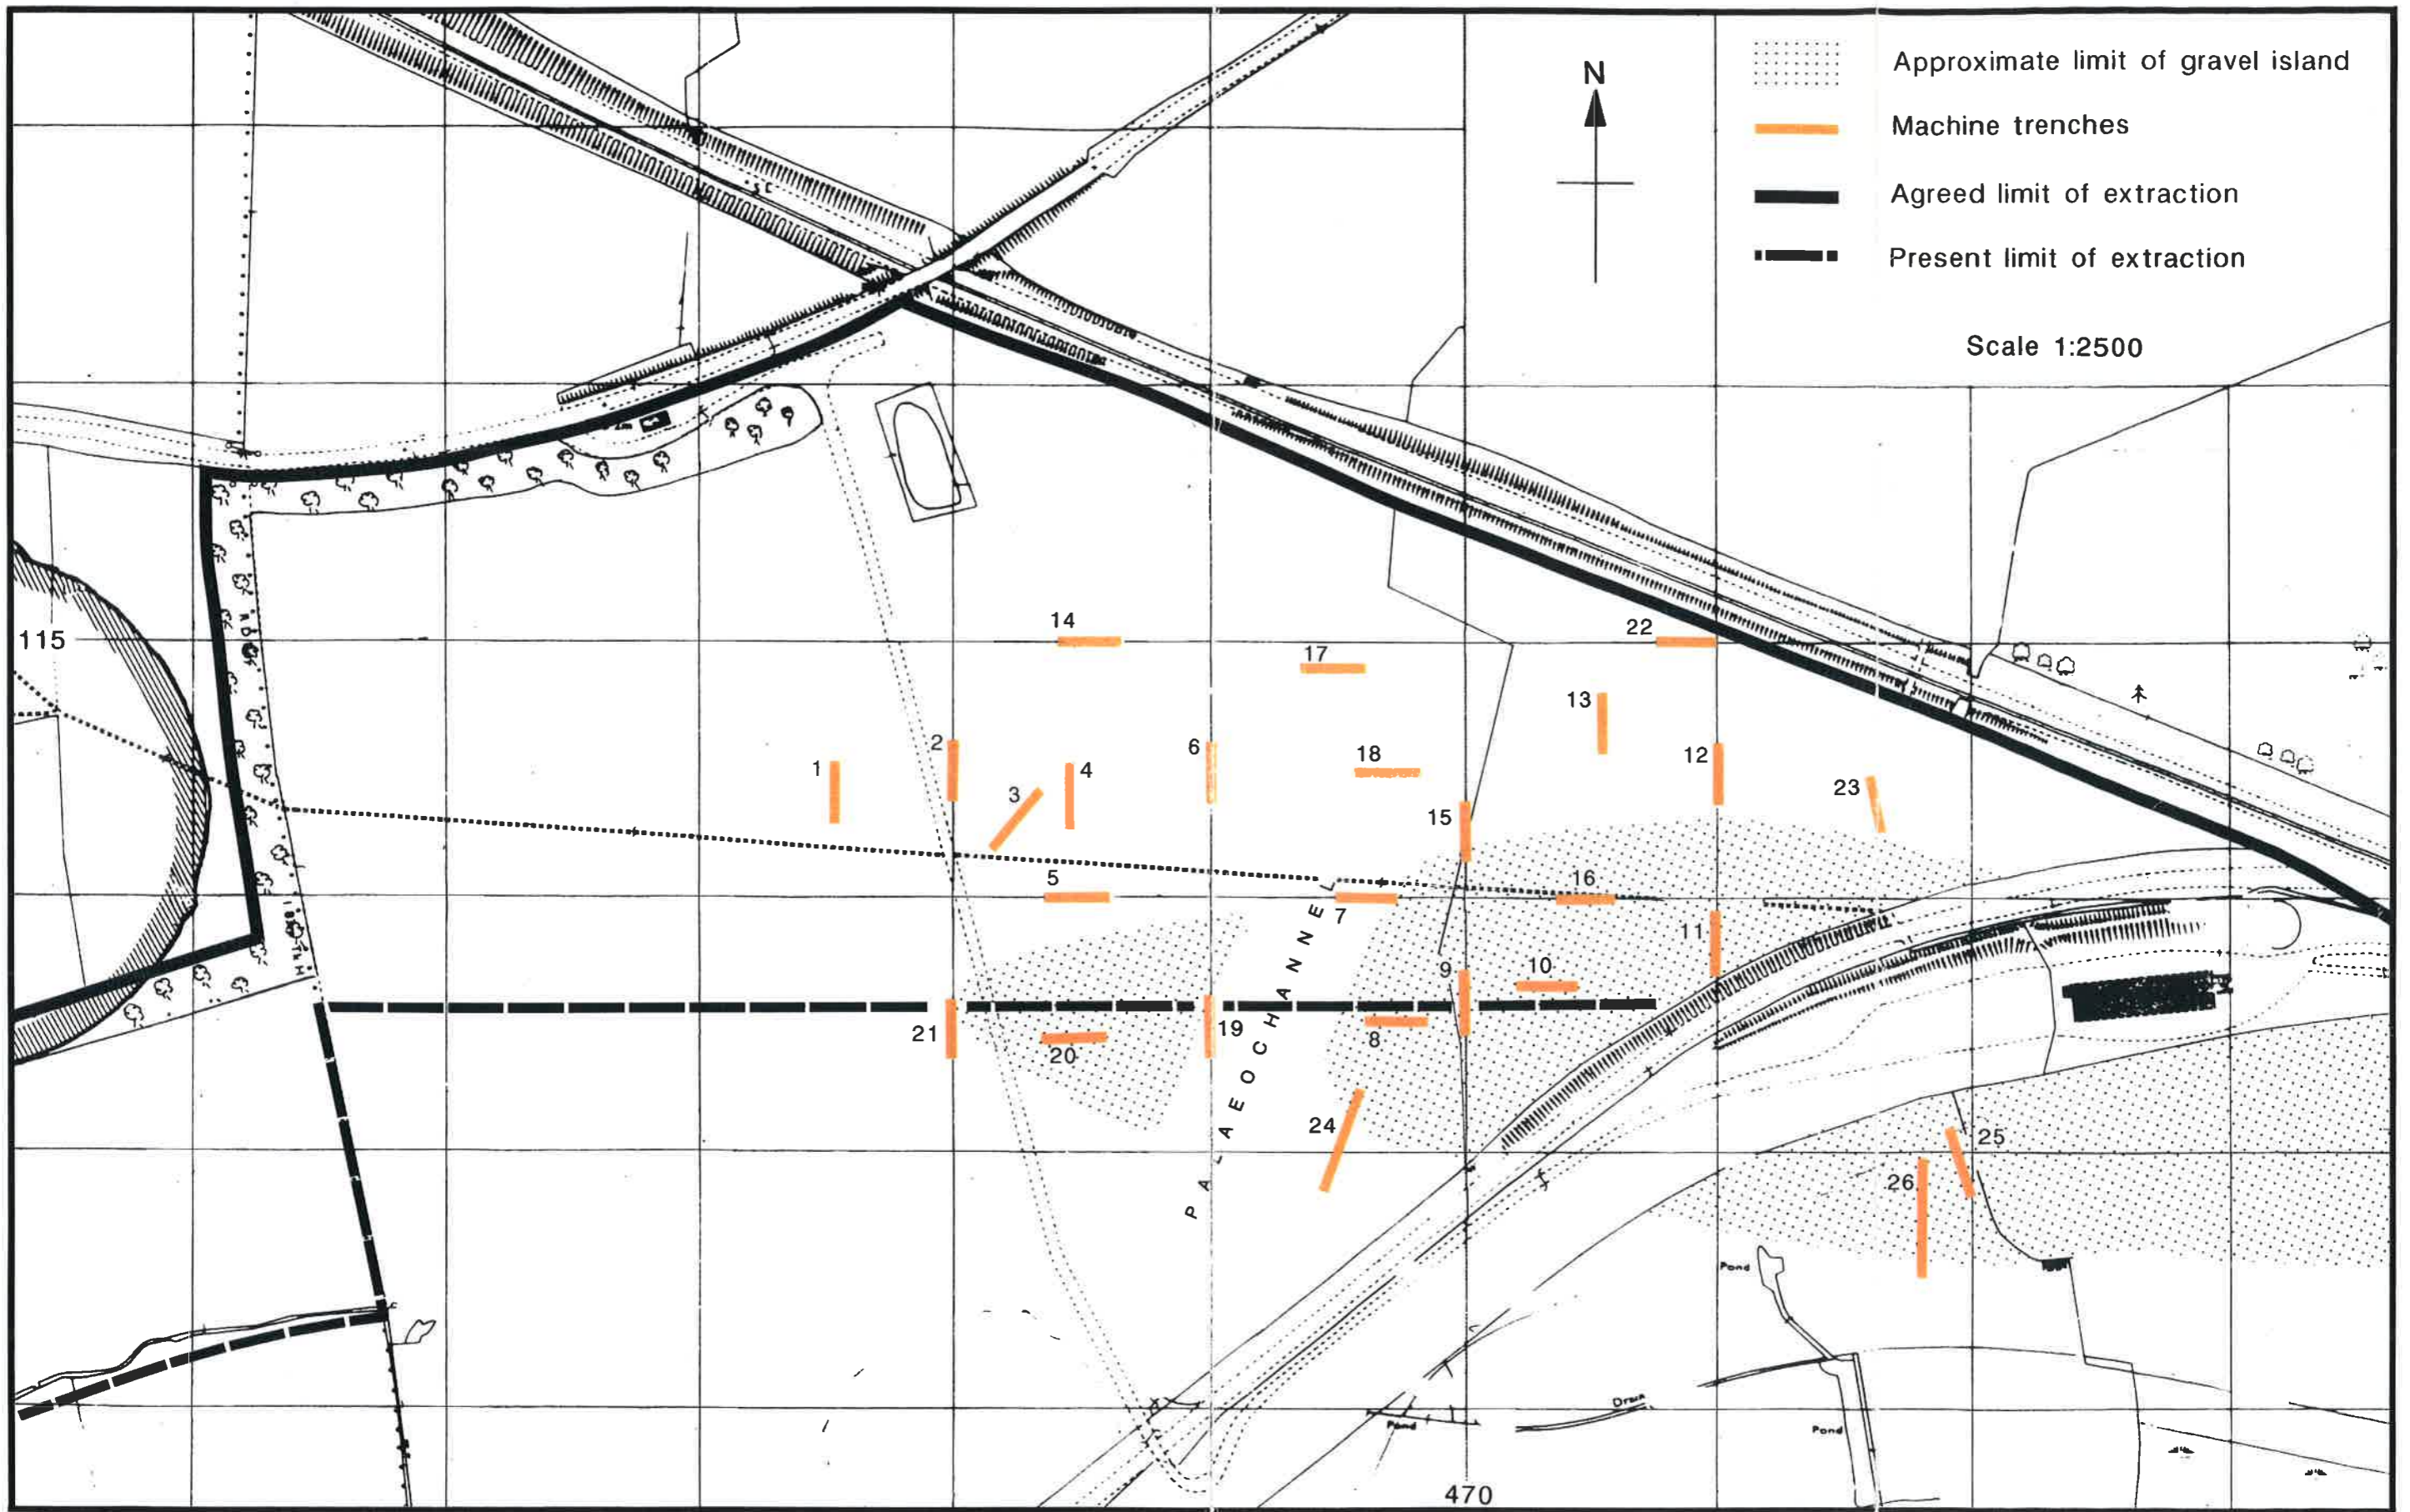 N
Approximate limit of gravel island
Machine trenches
Agreed limit of extraction
Present limit of extraction
Scale 1:2500
115
14
22
17
13
2
6
18
12
1
4
3
23
15
5
16
7
11
9
10
21
19
8
20
PALAEOCHANNEL
24
25
26
Pond
Drain
Pond
Pond
470